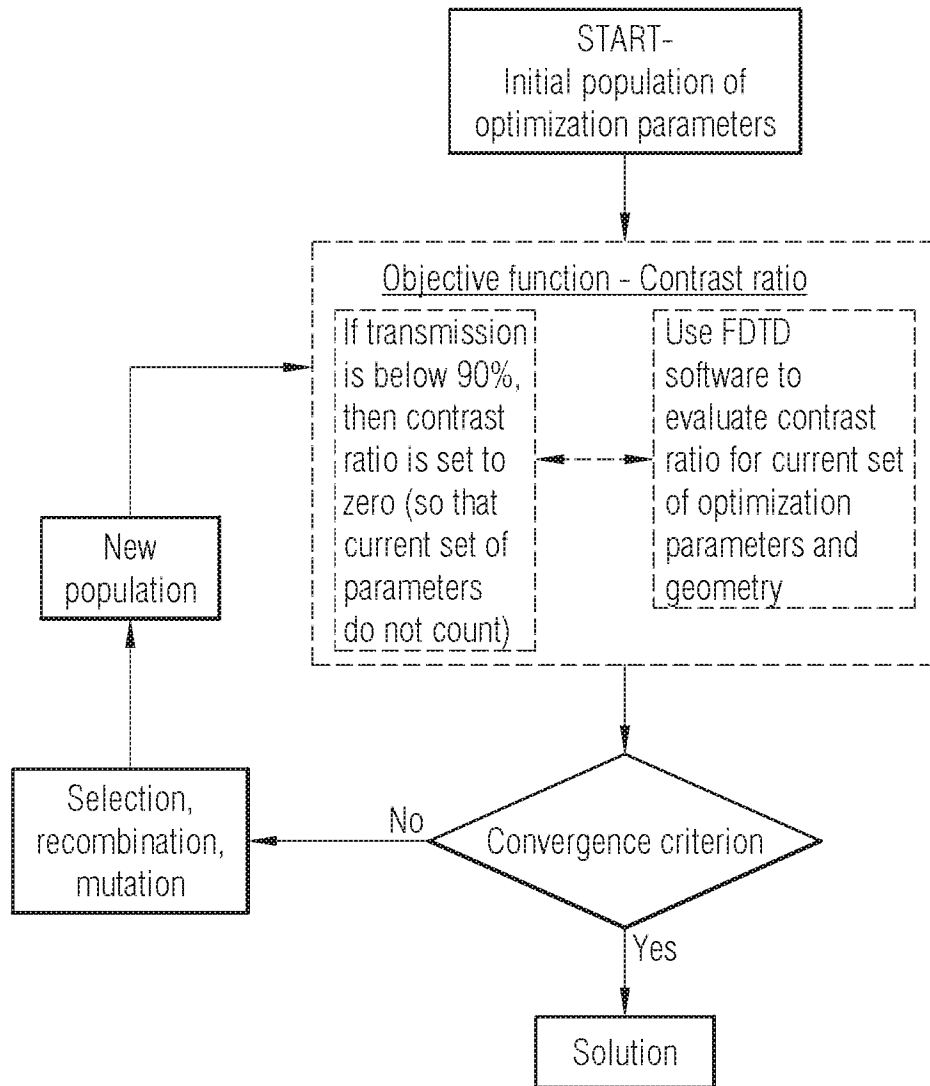 START-
Initial population of
optimization parameters
Objective function - Contrast ratio
If transmission
is below 90%,
then contrast
ratio is set to
zero (so that
current set of
parameters
do not count)
Use FDTD
software to
evaluate contrast
ratio for current set
of optimization
parameters and
geometry
New
population
Selection,
recombination,
mutation
No
Convergence criterion
Yes
Solution